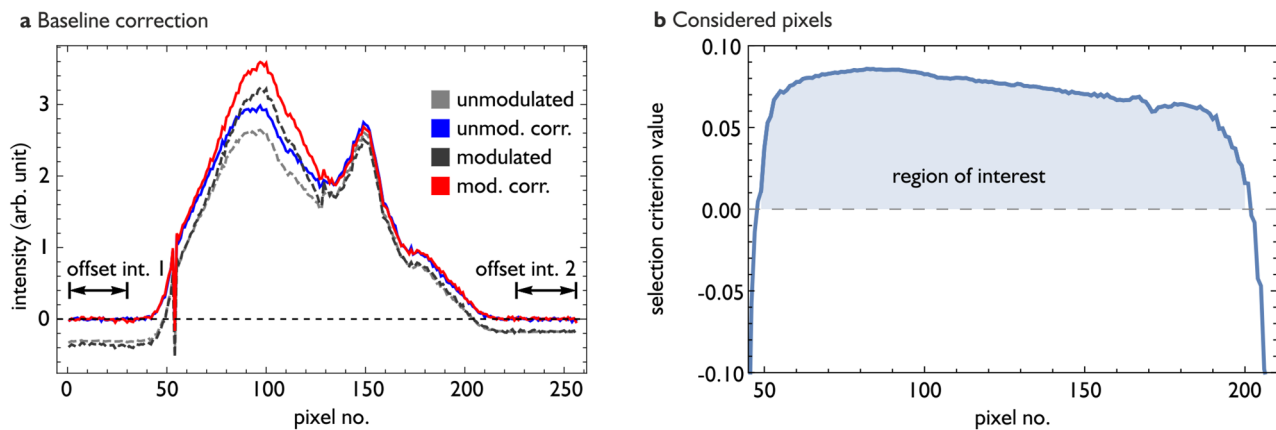 a Baseline correction
intensity (arb. unit)
3
2
1
0
unmodulated
unmod. corr.
modulated
mod. corr.
offset int. 1
offset int. 2
0
50
100
150
200
250
pixel no.
b Considered pixels
selection criterion value
0.10
0.05
0.00
-0.05
-0.10
region of interest
50
100
150
200
pixel no.